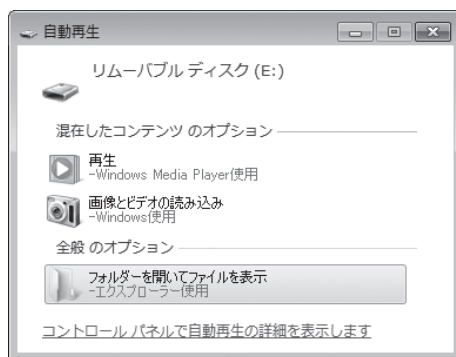 自動再生
リムーバブル ディスク (E:)
混在したコンテンツ のオプション
再生
-Windows Media Player使用
画像とビデオの読み込み
-Windows使用
全般 のオプション
フォルダーを開いてファイルを表示
-エクスプローラー使用
コントロール パネルで自動再生の詳細を表示します